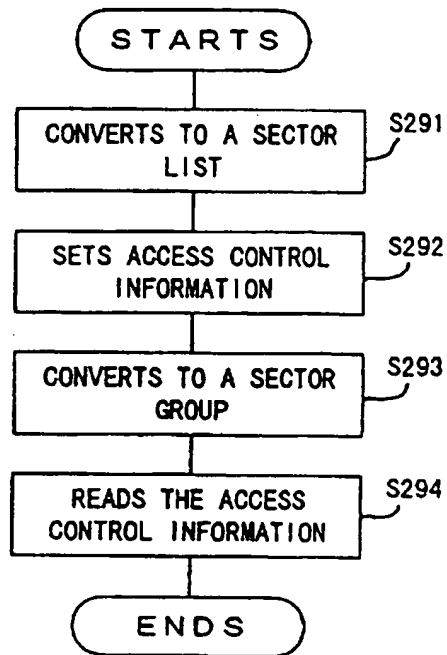 STARTS
CONVERTS TO A SECTOR
LIST
S291
SETS ACCESS CONTROL
INFORMATION
S292
CONVERTS TO A SECTOR
GROUP
S293
READS THE ACCESS
CONTROL INFORMATION
S294
ENDS